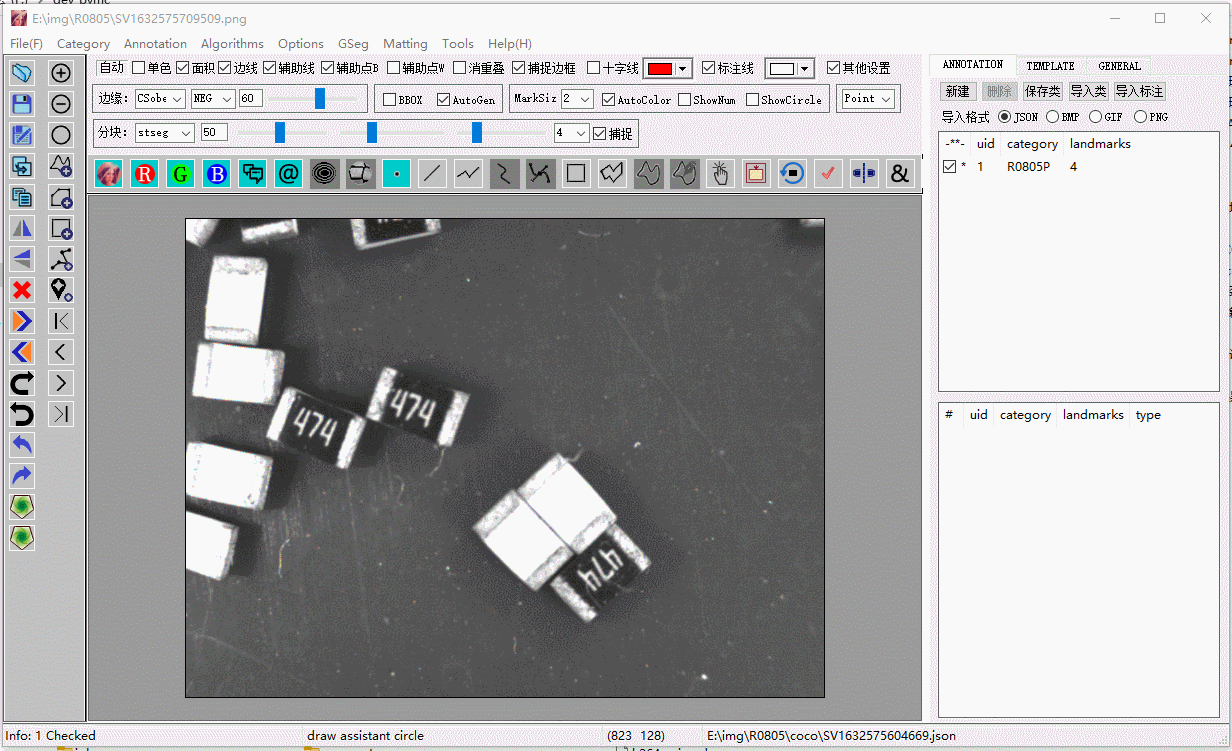 E:\img\R0805\SV1632575709509.png
File(F) Category Annotation Algorithms Options GSeg Matting Tools Help(H)
自动 单色 面积 边线 辅助线 辅助点B 辅助点W 消重叠 捕捉边框 十字线 标注线 其他设置
边缘: CSobe NEG 60 BBOX AutoGen MarkSiz 2 AutoColor ShowNum ShowCircle Point
分块: stseg 50 4 捕捉
R G B @ &
ANNOTATION TEMPLATE GENERAL
新建 删除 保存类 导入类 导入标注
导入格式 JSON BMP GIF PNG
-**- uid category landmarks
* 1 R0805P 4
# uid category landmarks type
474
474
474
Info: 1 Checked draw assistant circle (823 128) E:\img\R0805\coco\SV1632575604669.json